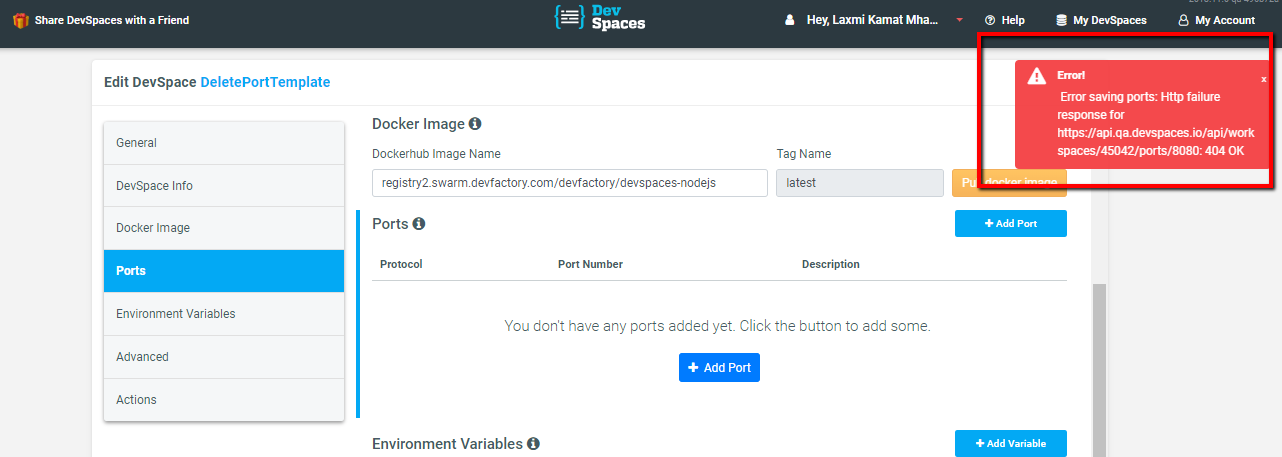 Share DevSpaces with a Friend
Dev
Spaces
Hey, Laxmi Kamat Mha...
Help
My DevSpaces
My Account
Edit DevSpace DeletePortTemplate
Error!
x
Error saving ports: Http failure
response for
https://api.qa.devspaces.io/api/work
spaces/45042/ports/8080: 404 OK
General
DevSpace Info
Docker Image
Ports
Environment Variables
Advanced
Actions
Docker Image
Dockerhub Image Name
Tag Name
registry2.swarm.devfactory.com/devfactory/devspaces-nodejs
latest
docker image
Ports
+ Add Port
Protocol
Port Number
Description
You don't have any ports added yet. Click the button to add some.
+ Add Port
Environment Variables
+ Add Variable